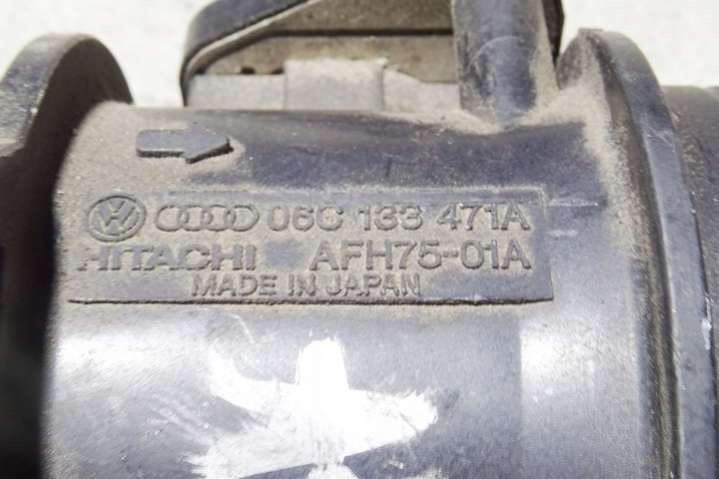 06C 133 471A
HITACHI AFH75-01A
MADE IN JAPAN